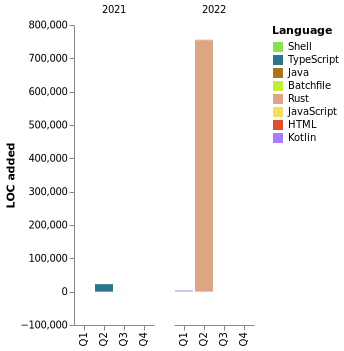 2021 2022
Language
Shell
TypeScript
Java
Batchfile
Rust
JavaScript
HTML
Kotlin
LOC added
800,000
700,000
600,000
500,000
400,000
300,000
200,000
100,000
0
−100,000
Q1 Q2 Q3 Q4 Q1 Q2 Q3 Q4